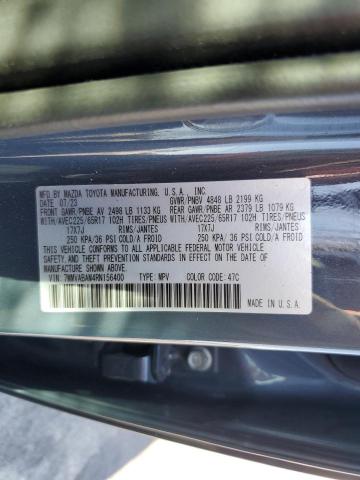 MFD. BY MAZDA TOYOTA MANUFACTURING, U.S.A., INC.
DATE: 07/23 GVWR/PNBV 4848 LB 2199 KG
FRONT GAWR/PNBE AV 2498 LB 1133 KG REAR GAWR/PNBE AR 2379 LB 1079 KG
WITH/AVEC225/65R17 102H TIRES/PNEUS WITH/AVEC225/65R17 102H TIRES/PNEUS
17X7J RIMS/JANTES 17X7J RIMS/JANTES
250 KPA/36 PSI COLD/A FROID 250 KPA/36 PSI COLD/A FROID
THIS VEHICLE CONFORMS TO ALL APPLICABLE FEDERAL MOTOR VEHICLE
SAFETY, BUMPER, AND THEFT PREVENTION STANDARDS IN EFFECT ON
THE DATE OF MANUFACTURE SHOWN ABOVE.
VIN: 7MMVABAM4RN156400 TYPE: MPV COLOR CODE: 47C
MADE IN U.S.A.